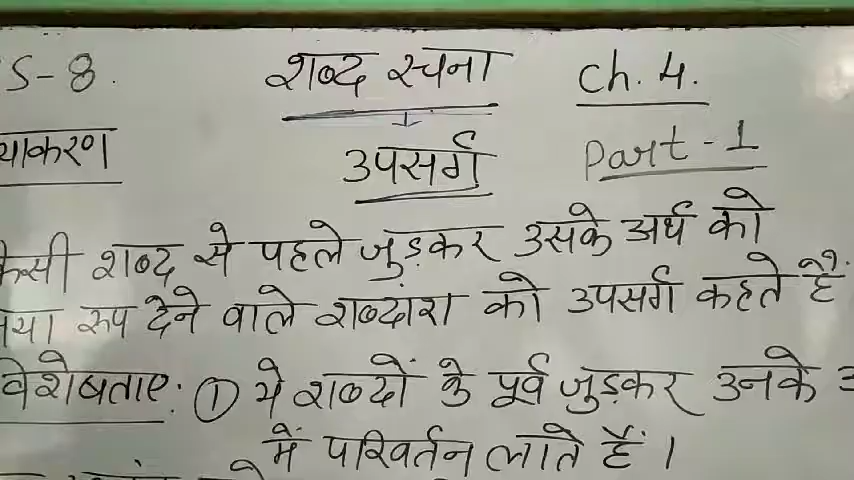 S-8. शब्द रचना Ch. 4.
याकरण उपसर्ग Part-1
केसी शब्द से पहले जुड़कर उसके अर्थ को
नया रूप देने वाले शब्दांश को उपसर्ग कहते हैं।
विशेषताए: ① ये शब्दों के पूर्व जुड़कर उनके
में परिवर्तन लाते हैं।